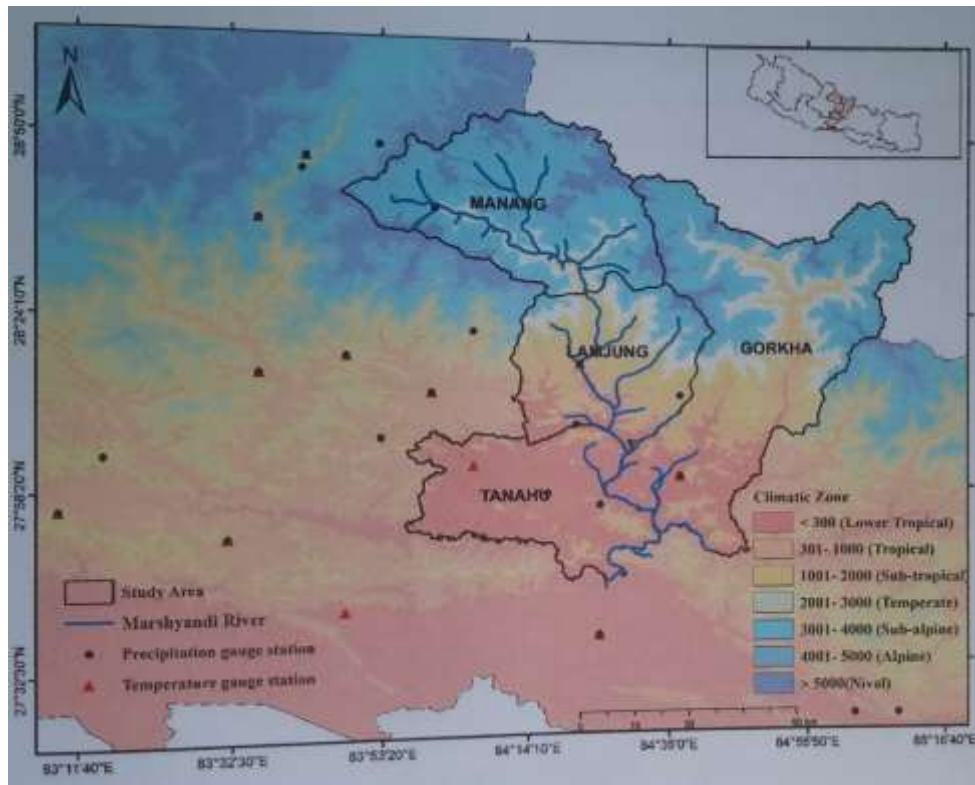 N
28°50'0"N
28°24'10"N
27°58'20"N
27°32'30"N
MANANG
LAMJUNG
GORKHA
TANAHU
Study Area
Marshyandi River
Precipitation gauge station
Temperature gauge station
Climatic Zone
< 300 (Lower Tropical)
301- 1000 (Tropical)
1001- 2000 (Sub-tropical)
2001- 3000 (Temperate)
3001- 4000 (Sub-alpine)
4001- 5000 (Alpine)
> 5000(Nival)
83°11'40"E
83°32'30"E
83°53'20"E
84°14'10"E
84°35'0"E
84°55'50"E
85°16'40"E